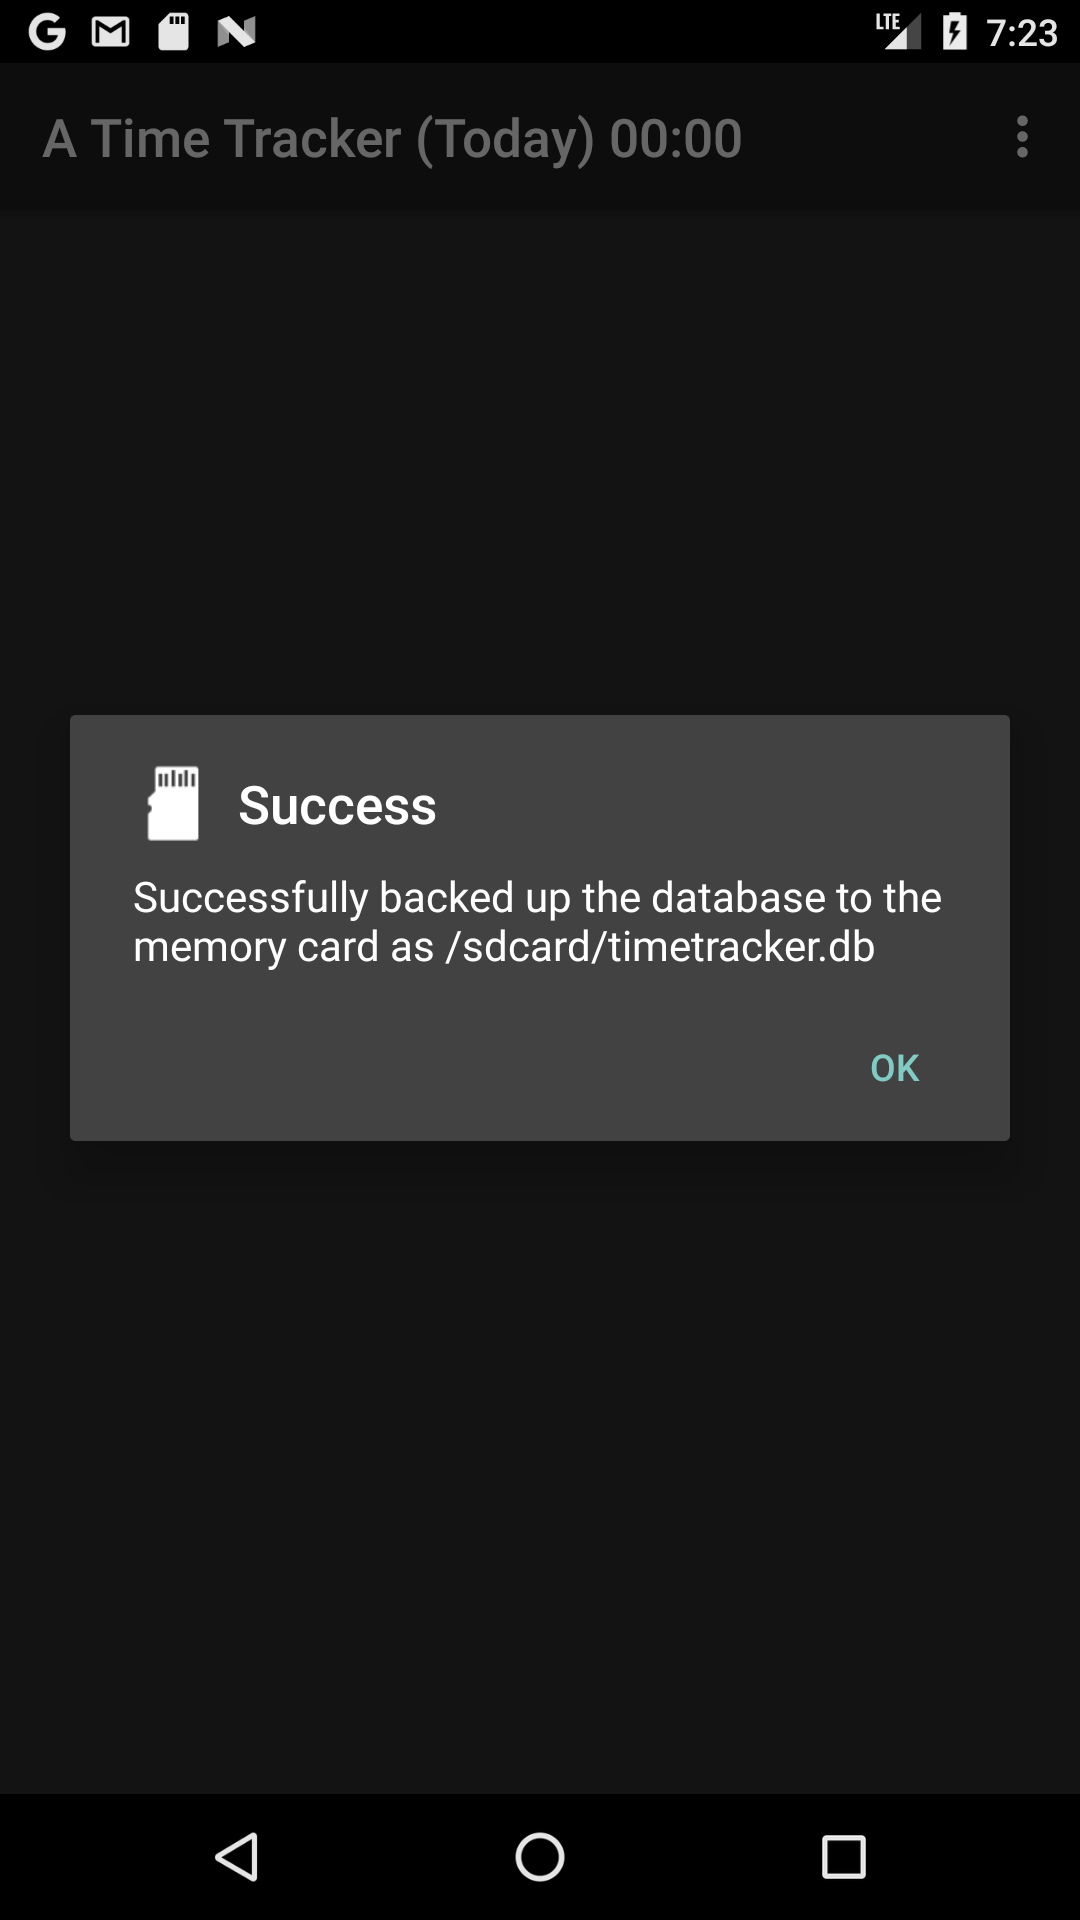 LTE 7:23
A Time Tracker (Today) 00:00
Success
Successfully backed up the database to the
memory card as /sdcard/timetracker.db
OK